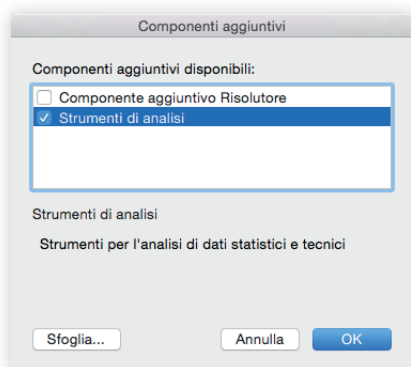 Componenti aggiuntivi
Componenti aggiuntivi disponibili:
Componente aggiuntivo Risolutore
Strumenti di analisi
Strumenti di analisi
Strumenti per l'analisi di dati statistici e tecnici
Sfoglia... Annulla OK